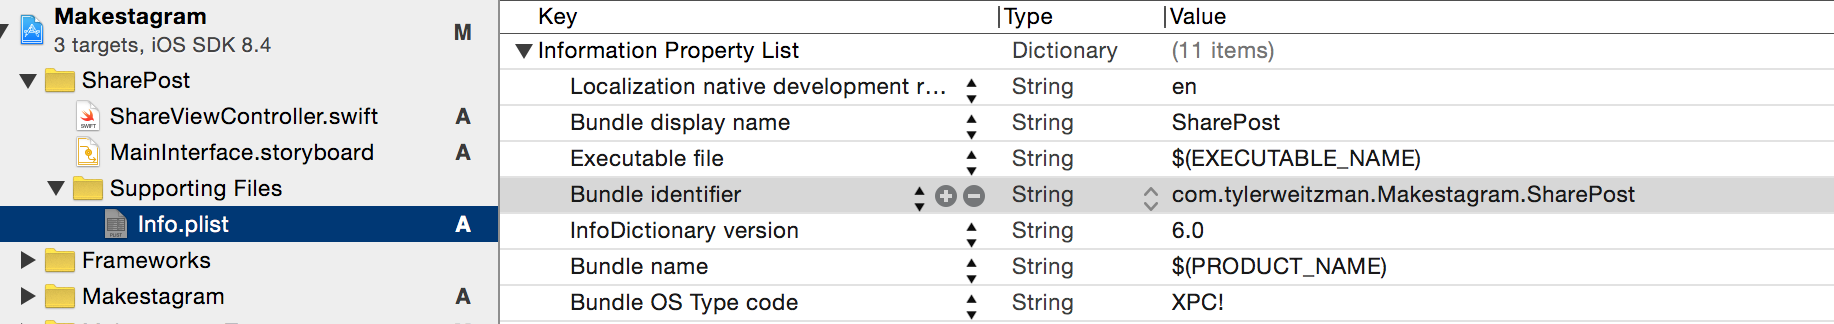 Makestagram
M
3 targets, iOS SDK 8.4
SharePost
ShareViewController.swift A
MainInterface.storyboard A
Supporting Files
Info.plist A
Frameworks
Makestagram A
Key Type Value
Information Property List Dictionary (11 items)
Localization native development r... String en
Bundle display name String SharePost
Executable file String $(EXECUTABLE_NAME)
Bundle identifier String com.tylerweitzman.Makestagram.SharePost
InfoDictionary version String 6.0
Bundle name String $(PRODUCT_NAME)
Bundle OS Type code String XPC!